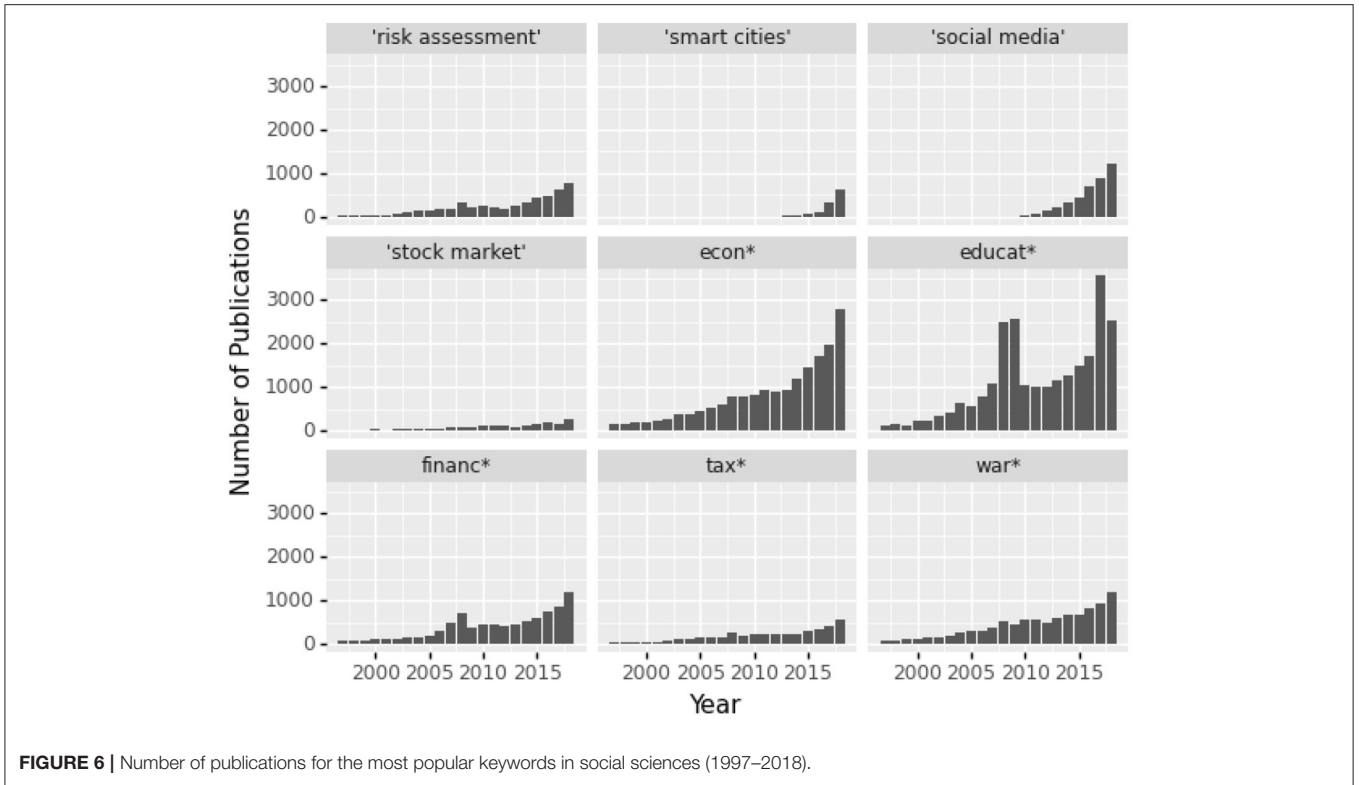 'risk assessment' 'smart cities' 'social media'
3000
2000
1000
0
'stock market' econ* educat*
3000
2000
1000
0
financ* tax* war*
3000
2000
1000
0
2000 2005 2010 2015 2000 2005 2010 2015 2000 2005 2010 2015
Number of Publications
Year
FIGURE 6 | Number of publications for the most popular keywords in social sciences (1997–2018).